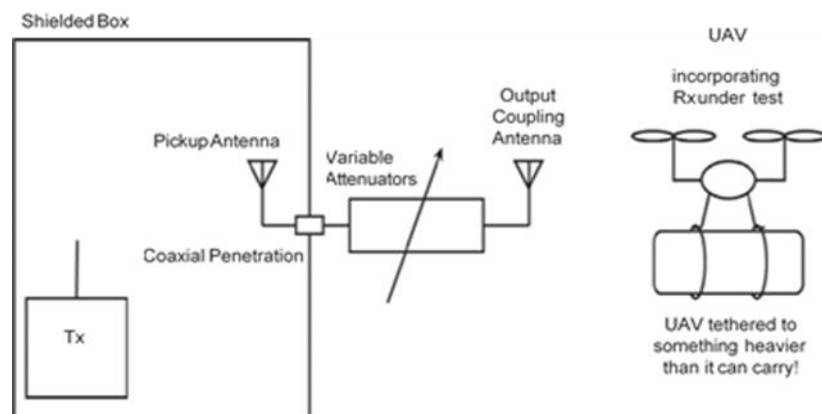 Shielded Box
Pickup Antenna
Coaxial Penetration
Tx
Variable
Attenuators
Output
Coupling
Antenna
UAV
incorporating
Rxunder test
UAV tethered to
something heavier
than it can carry!